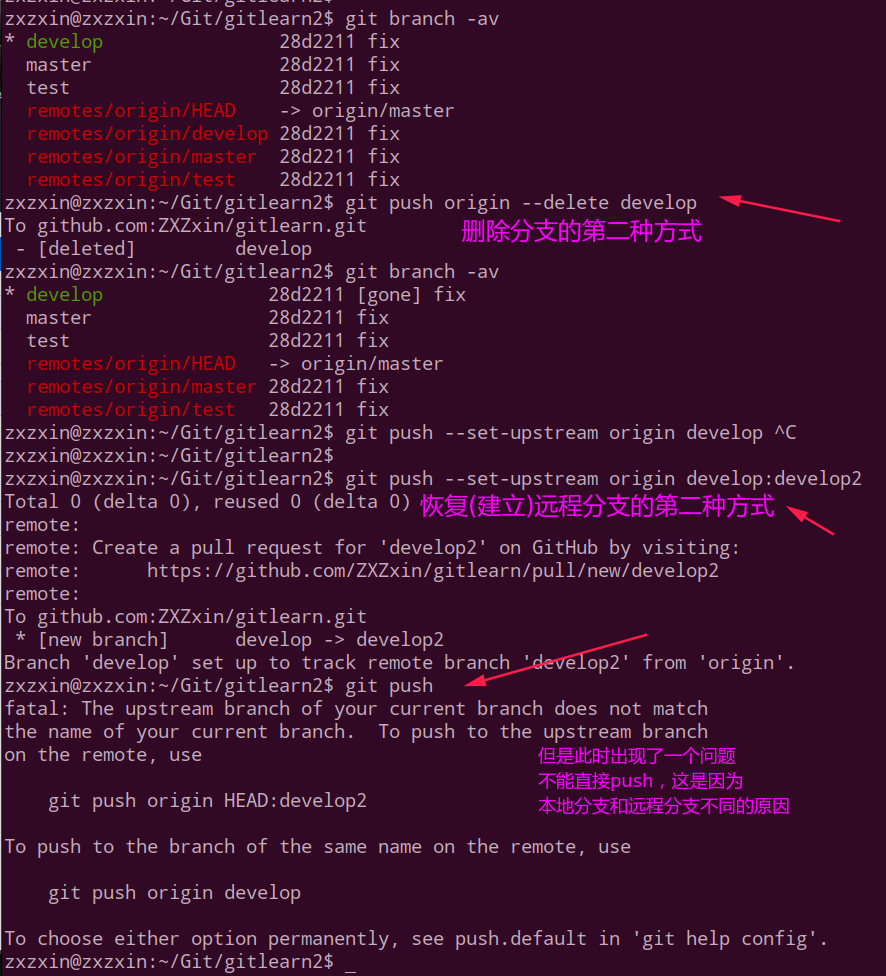 zxzxin@zxzxin:~/Git/gitlearn2$ git branch -av
* develop                28d2211 fix
  master                 28d2211 fix
  test                   28d2211 fix
  remotes/origin/HEAD    -> origin/master
  remotes/origin/develop 28d2211 fix
  remotes/origin/master  28d2211 fix
  remotes/origin/test    28d2211 fix
zxzxin@zxzxin:~/Git/gitlearn2$ git push origin --delete develop
To github.com:ZXZxin/gitlearn.git
删除分支的第二种方式
 - [deleted]         develop
zxzxin@zxzxin:~/Git/gitlearn2$ git branch -av
* develop               28d2211 [gone] fix
  master                28d2211 fix
  test                  28d2211 fix
  remotes/origin/HEAD   -> origin/master
  remotes/origin/master 28d2211 fix
  remotes/origin/test   28d2211 fix
zxzxin@zxzxin:~/Git/gitlearn2$ git push --set-upstream origin develop ^C
zxzxin@zxzxin:~/Git/gitlearn2$
zxzxin@zxzxin:~/Git/gitlearn2$ git push --set-upstream origin develop:develop2
Total 0 (delta 0), reused 0 (delta 0)
恢复(建立)远程分支的第二种方式
remote:
remote: Create a pull request for 'develop2' on GitHub by visiting:
remote:      https://github.com/ZXZxin/gitlearn/pull/new/develop2
remote:
To github.com:ZXZxin/gitlearn.git
 * [new branch]      develop -> develop2
Branch 'develop' set up to track remote branch 'develop2' from 'origin'.
zxzxin@zxzxin:~/Git/gitlearn2$ git push
fatal: The upstream branch of your current branch does not match
the name of your current branch.  To push to the upstream branch
on the remote, use
但是此时出现了一个问题
不能直接push，这是因为
本地分支和远程分支不同的原因
    git push origin HEAD:develop2
To push to the branch of the same name on the remote, use
    git push origin develop
To choose either option permanently, see push.default in 'git help config'.
zxzxin@zxzxin:~/Git/gitlearn2$ _